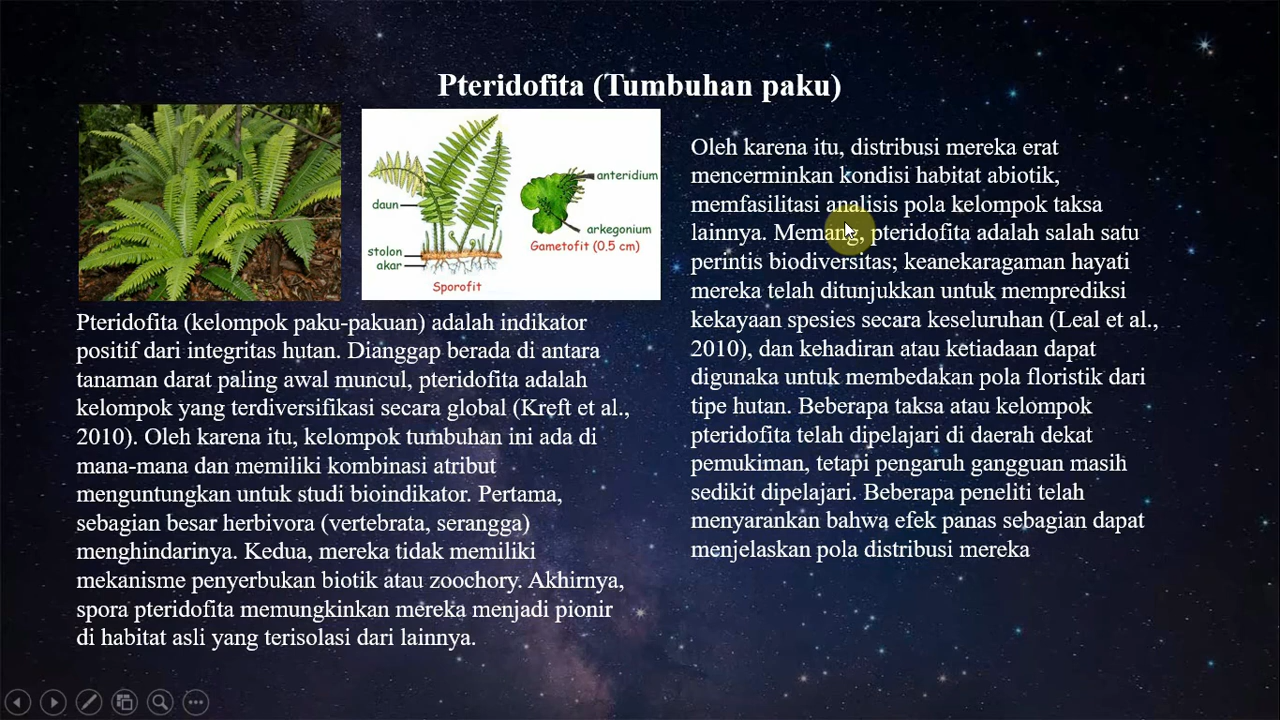 Pteridofita (Tumbuhan paku)
daun
stolon
akar
Sporofit
anteridium
arkegonium
Gametofit (0.5 cm)
Pteridofita (kelompok paku-pakuan) adalah indikator
positif dari integritas hutan. Dianggap berada di antara
tanaman darat paling awal muncul, pteridofita adalah
kelompok yang terdiversifikasi secara global (Kreft et al.,
2010). Oleh karena itu, kelompok tumbuhan ini ada di
mana-mana dan memiliki kombinasi atribut
menguntungkan untuk studi bioindikator. Pertama,
sebagian besar herbivora (vertebrata, serangga)
menghindarinya. Kedua, mereka tidak memiliki
mekanisme penyerbukan biotik atau zoochory. Akhirnya,
spora pteridofita memungkinkan mereka menjadi pionir
di habitat asli yang terisolasi dari lainnya.
Oleh karena itu, distribusi mereka erat
mencerminkan kondisi habitat abiotik,
memfasilitasi analisis pola kelompok taksa
lainnya. Memang, pteridofita adalah salah satu
perintis biodiversitas; keanekaragaman hayati
mereka telah ditunjukkan untuk memprediksi
kekayaan spesies secara keseluruhan (Leal et al.,
2010), dan kehadiran atau ketiadaan dapat
digunaka untuk membedakan pola floristik dari
tipe hutan. Beberapa taksa atau kelompok
pteridofita telah dipelajari di daerah dekat
pemukiman, tetapi pengaruh gangguan masih
sedikit dipelajari. Beberapa peneliti telah
menyarankan bahwa efek panas sebagian dapat
menjelaskan pola distribusi mereka